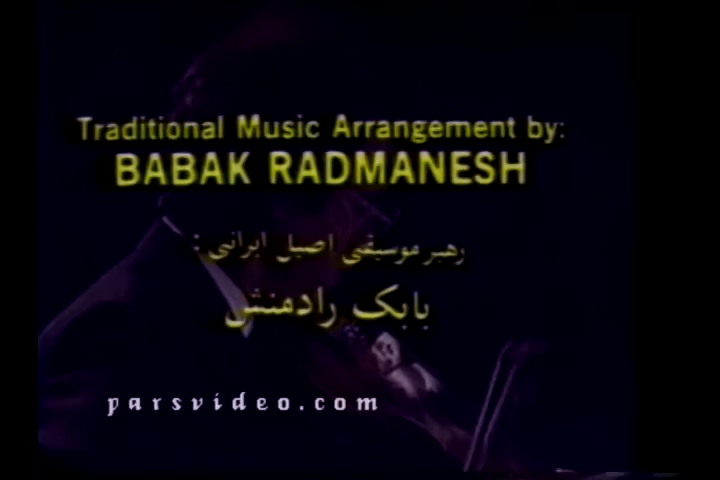 Traditional Music Arrangement by:
BABAK RADMANESH
رهبر موسیقی اصیل ایرانی :
بابک رادمنش
parsvideo.com